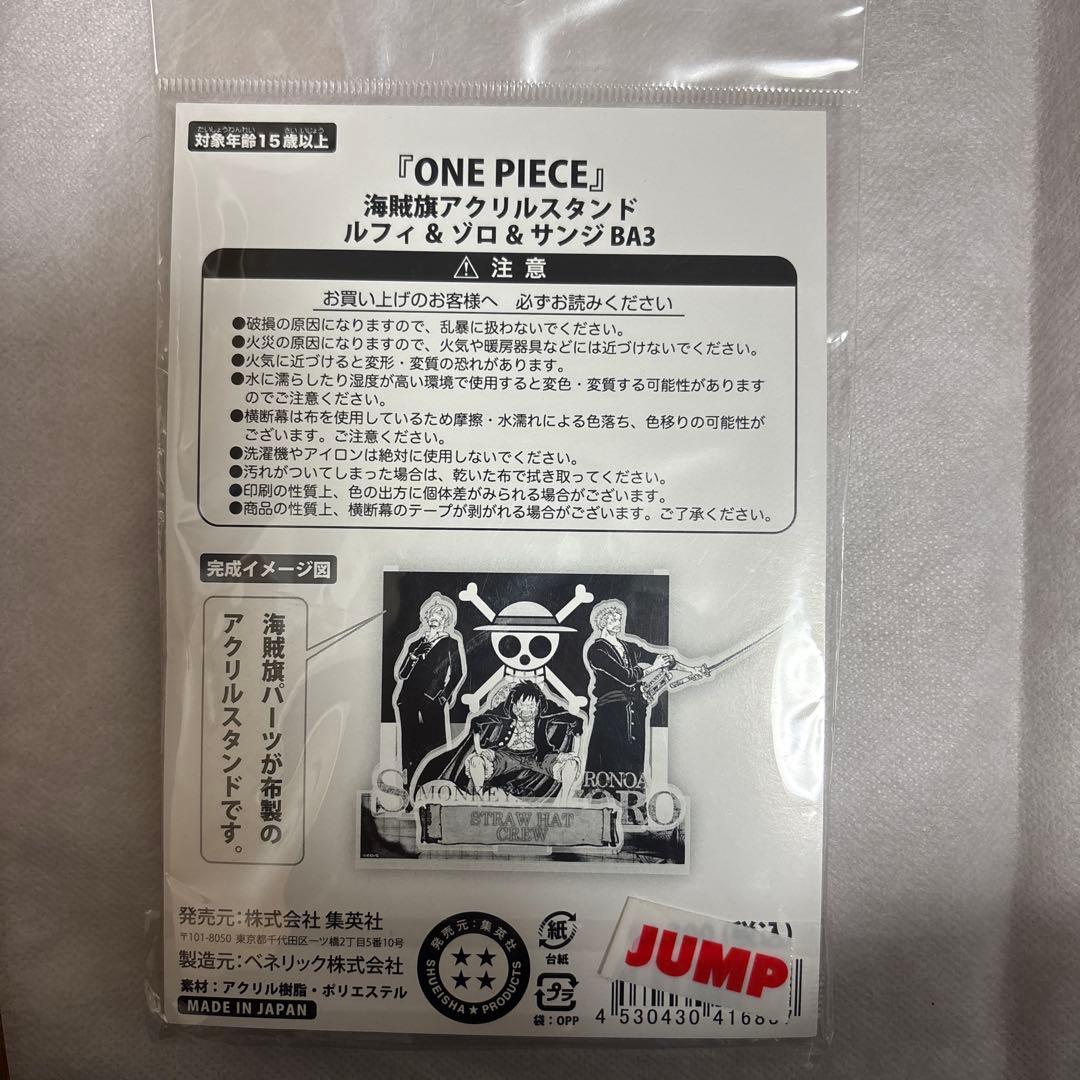 たいしょうねんれい さい いじょう
対象年齢15歳以上
『ONE PIECE』
海賊旗アクリルスタンド
ルフィ & ゾロ & サンジ BA3
⚠ 注意
お買い上げのお客様へ 必ずお読みください
●破損の原因になりますので、乱暴に扱わないでください。
●火災の原因になりますので、火気や暖房器具などには近づけないでください。
●火気に近づけると変形・変質の恐れがあります。
●水に濡らしたり湿度が高い環境で使用すると変色・変質する可能性があります
のでご注意ください。
●横断幕は布を使用しているため摩擦・水濡れによる色落ち、色移りの可能性が
ございます。ご注意ください。
●洗濯機やアイロンは絶対に使用しないでください。
●汚れがついてしまった場合は、乾いた布で拭き取ってください。
●印刷の性質上、色の出方に個体差がみられる場合がございます。
●商品の性質上、横断幕のテープが剥がれる場合がございます。ご了承ください。
完成イメージ図
海賊旗パーツが布製の
アクリルスタンドです。
S
MONKEY
RONOA
ORO
STRAW HAT
CREW
発売元:株式会社 集英社
〒101-8050 東京都千代田区一ツ橋2丁目5番10号
製造元:ベネリック株式会社
素材:アクリル樹脂・ポリエステル
MADE IN JAPAN
発売元:集英社
SHUEISHA★PRODUCTS
紙
台紙
プラ
袋:OPP
JUMP
4 530430 4168